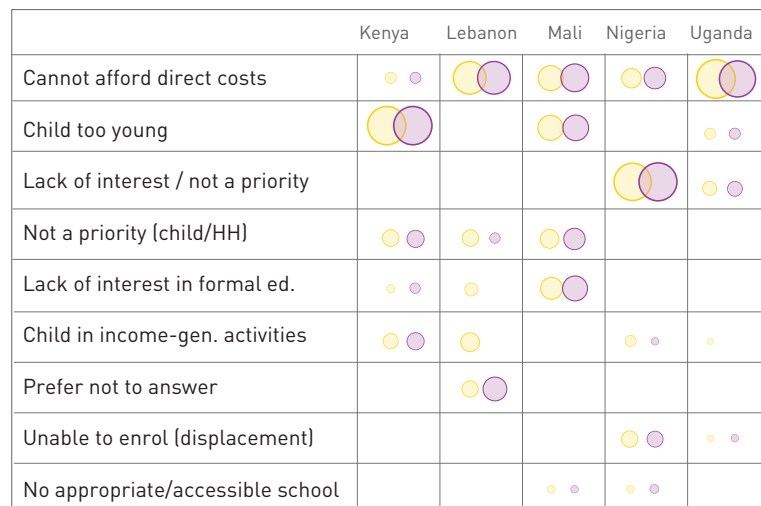 Kenya Lebanon Mali Nigeria Uganda
Cannot afford direct costs
Child too young
Lack of interest / not a priority
Not a priority (child/HH)
Lack of interest in formal ed.
Child in income-gen. activities
Prefer not to answer
Unable to enrol (displacement)
No appropriate/accessible school